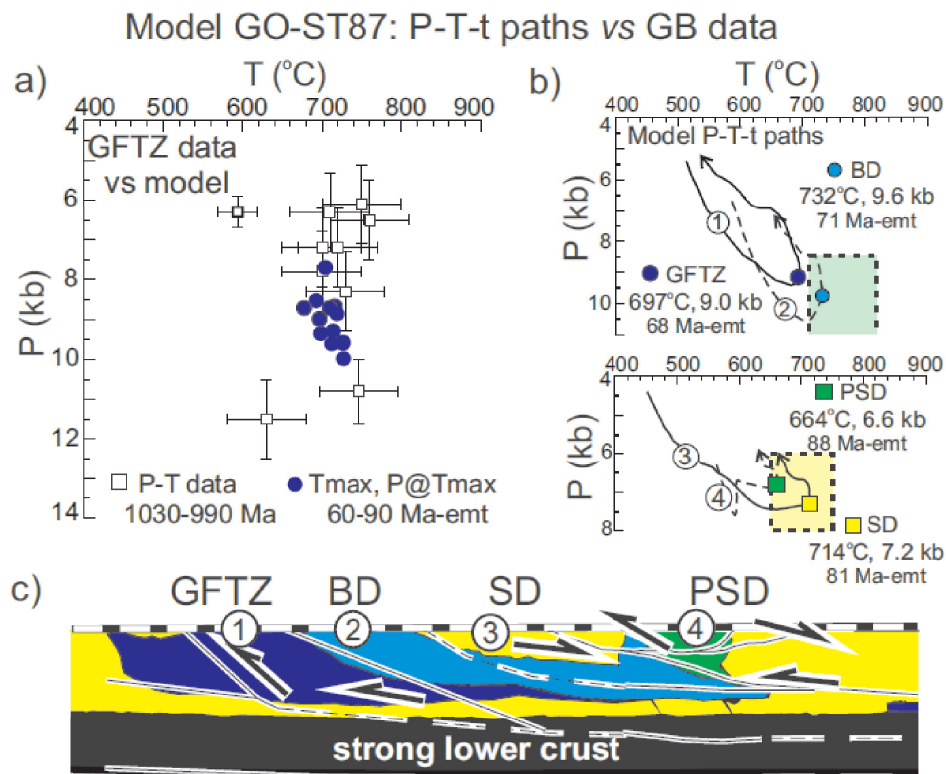 Model GO-ST87: P-T-t paths vs GB data
a)
T (°C)
400 500 600 700 800 900
4
6
8
10
12
14
P (kb)
GFTZ data
vs model
P-T data
1030-990 Ma
Tmax, P@Tmax
60-90 Ma-emt
b)
T (°C)
400 500 600 700 800 900
4
6
8
10
P (kb)
Model P-T-t paths
BD
732°C, 9.6 kb
71 Ma-emt
1
GFTZ
697°C, 9.0 kb
68 Ma-emt
2
400 500 600 700 800 900
4
6
8
P (kb)
PSD
664°C, 6.6 kb
88 Ma-emt
3
4
SD
714°C, 7.2 kb
81 Ma-emt
c)
GFTZ BD SD PSD
1 2 3 4
strong lower crust